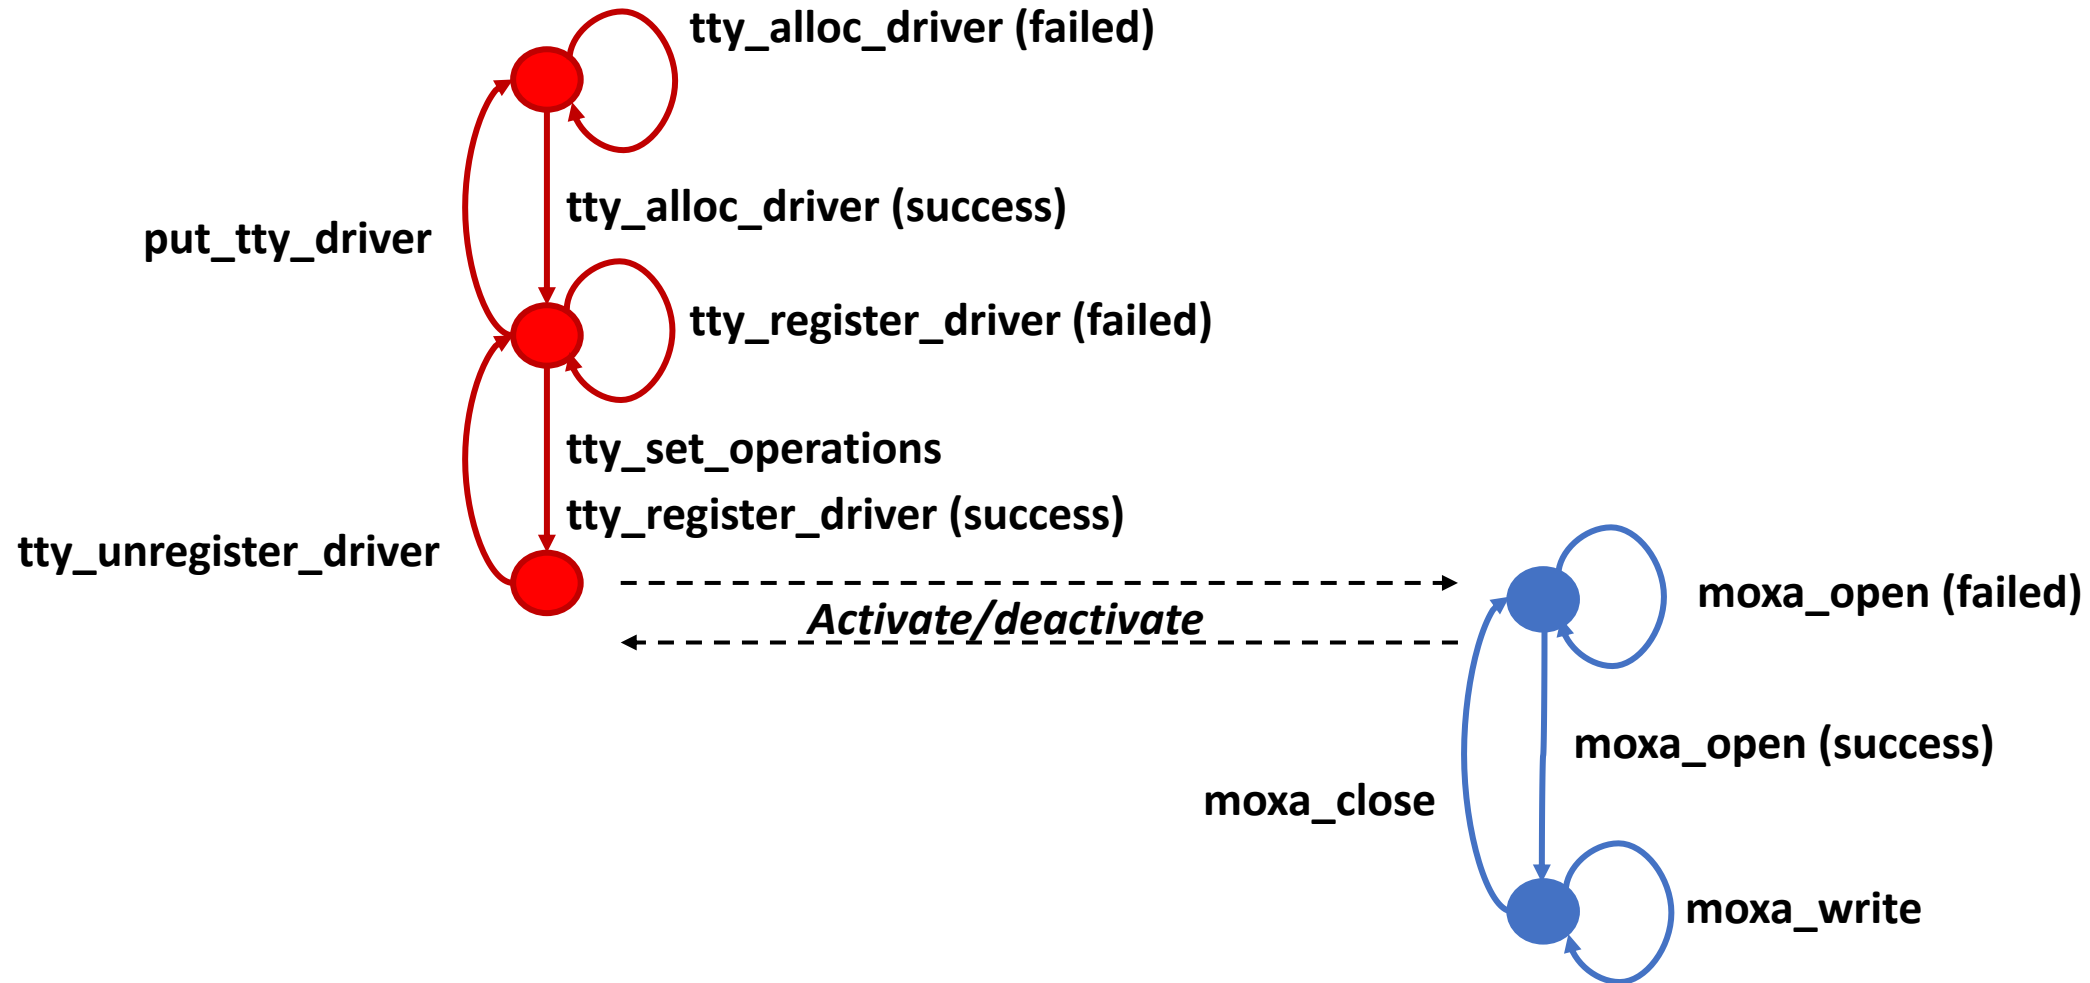 tty_alloc_driver (failed)
tty_alloc_driver (success)
put_tty_driver
tty_register_driver (failed)
tty_set_operations
tty_register_driver (success)
tty_unregister_driver
Activate/deactivate
moxa_open (failed)
moxa_open (success)
moxa_close
moxa_write